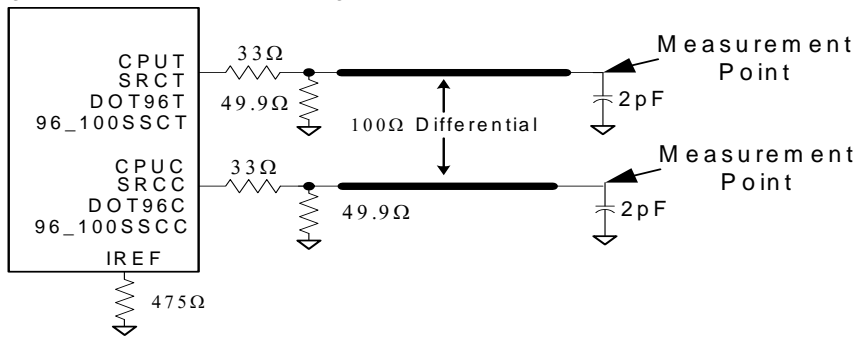 CPUT
SRCT
DOT96T
96_100SSCT
33Ω
49.9Ω
Measurement
Point
2pF
100Ω Differential
CPUC
SRCC
DOT96C
96_100SSCC
33Ω
49.9Ω
Measurement
Point
2pF
IREF
475Ω